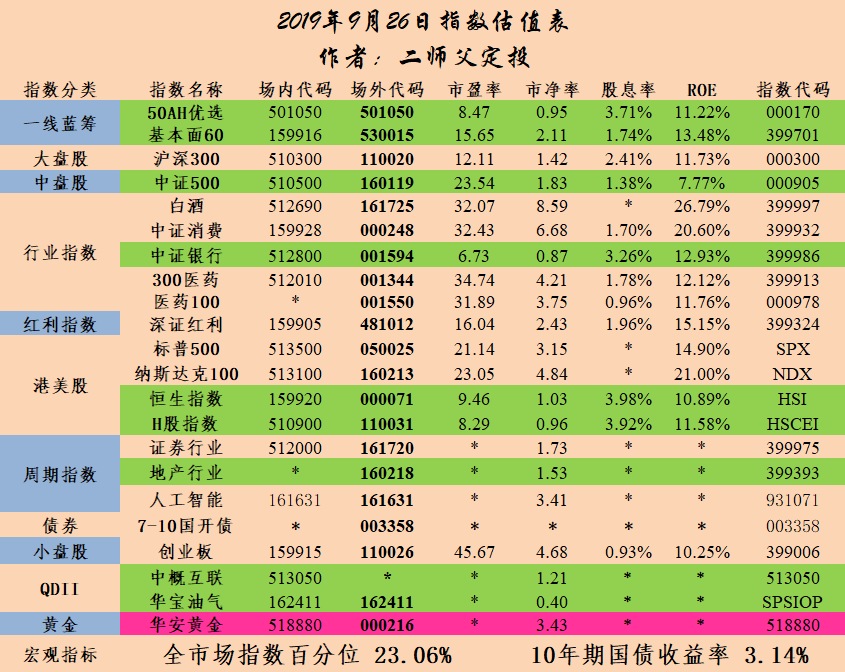 2019年9月26日指数估值表
作者：二师父定投
指数分类 指数名称 场内代码 场外代码 市盈率 市净率 股息率 ROE 指数代码
一线蓝筹 50AH优选 501050 501050 8.47 0.95 3.71% 11.22% 000170
基本面60 159916 530015 15.65 2.11 1.74% 13.48% 399701
大盘股 沪深300 510300 110020 12.11 1.42 2.41% 11.73% 000300
中盘股 中证500 510500 160119 23.54 1.83 1.38% 7.77% 000905
行业指数 白酒 512690 161725 32.07 8.59 * 26.79% 399997
中证消费 159928 000248 32.43 6.68 1.70% 20.60% 399932
中证银行 512800 001594 6.73 0.87 3.26% 12.93% 399986
300医药 512010 001344 34.74 4.21 1.78% 12.12% 399913
医药100 * 001550 31.89 3.75 0.96% 11.76% 000978
红利指数 深证红利 159905 481012 16.04 2.43 1.96% 15.15% 399324
港美股 标普500 513500 050025 21.14 3.15 * 14.90% SPX
纳斯达克100 513100 160213 23.05 4.84 * 21.00% NDX
恒生指数 159920 000071 9.46 1.03 3.98% 10.89% HSI
H股指数 510900 110031 8.29 0.96 3.92% 11.58% HSCEI
周期指数 证券行业 512000 161720 * 1.73 * * 399975
地产行业 * 160218 * 1.53 * * 399393
人工智能 161631 161631 * 3.41 * * 931071
债券 7-10国开债 * 003358 * * * * 003358
小盘股 创业板 159915 110026 45.67 4.68 0.93% 10.25% 399006
QDII 中概互联 513050 * * 1.21 * * 513050
华宝油气 162411 162411 * 0.40 * * SPSIOP
黄金 华安黄金 518880 000216 * 3.43 * * 518880
宏观指标 全市场指数百分位 23.06% 10年期国债收益率 3.14%